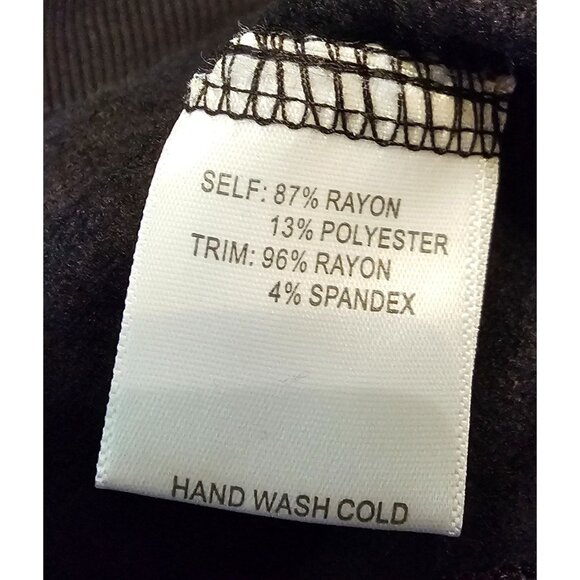 SELF: 87% RAYON
13% POLYESTER
TRIM: 96% RAYON
4% SPANDEX
HAND WASH COLD